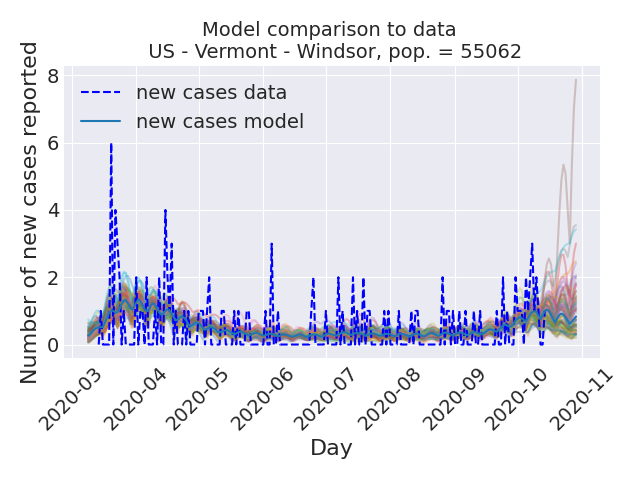 Model comparison to data
US - Vermont - Windsor, pop. = 55062
Number of new cases reported
8
6
4
2
0
new cases data
new cases model
2020-03
2020-04
2020-05
2020-06
2020-07
2020-08
2020-09
2020-10
2020-11
Day